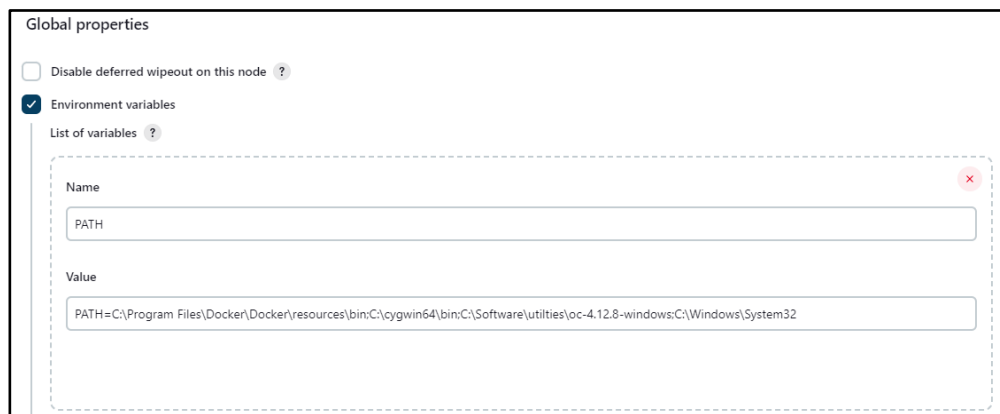 Global properties
Disable deferred wipeout on this node ?
Environment variables
List of variables ?
Name
PATH
Value
PATH=C:\Program Files\Docker\Docker\resources\bin;C:\cygwin64\bin;C:\Software\utilties\oc-4.12.8-windows;C:\Windows\System32